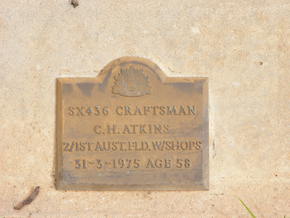 SX436 CRAFTSMAN
C.H. ATKINS
2/1ST AUST. FLD. W/SHOPS
31-3-1975 AGE 58